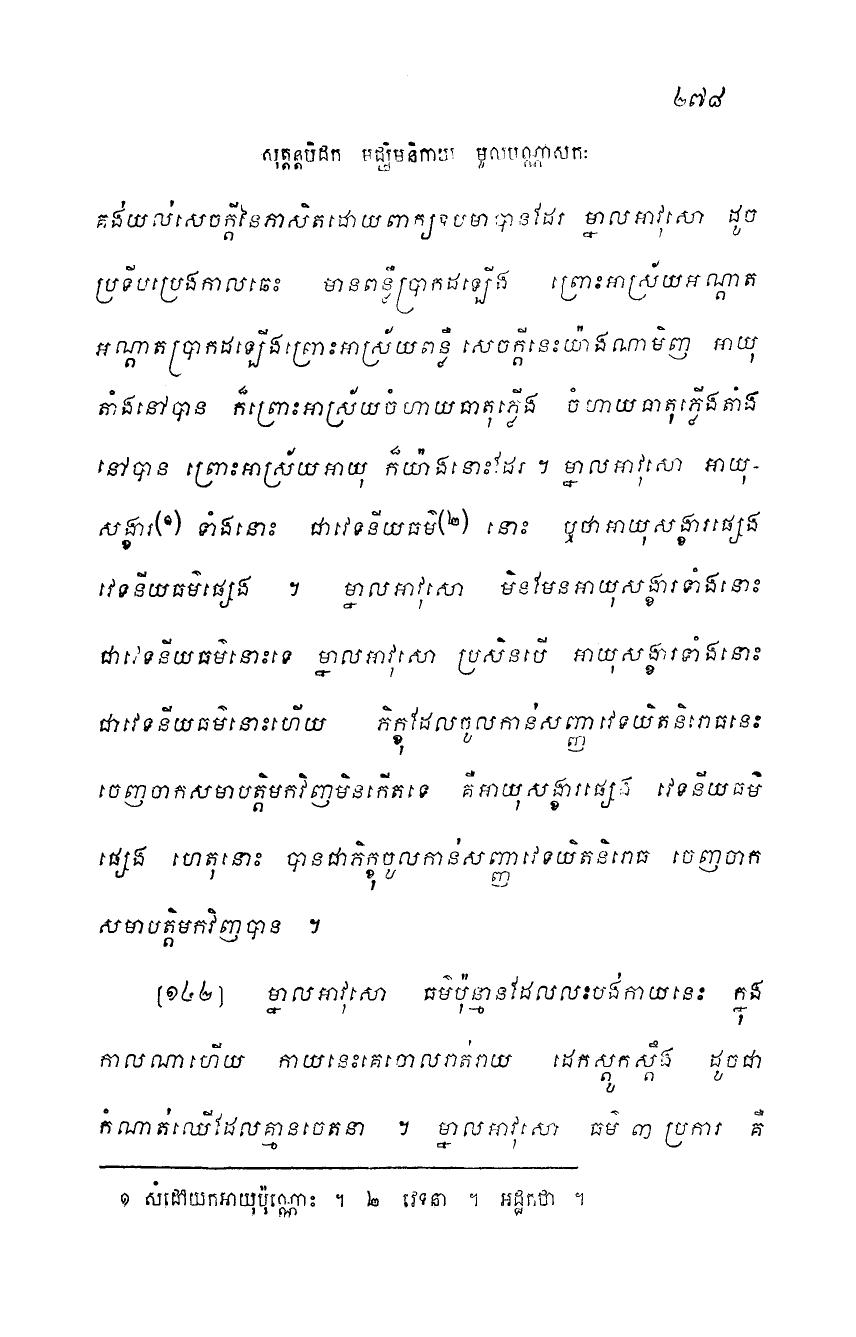 ២៧៨
សុត្តន្តបិដក មជ្ឈិមនិកាយ មូលបណ្ណាសកៈ
គង់យល់សេចក្តីនៃភាសិតដោយពាក្យឧបមាបានដែរ ម្នាលអាវុសោ ដូច
ប្រទីបប្រេងកាលឆេះ មានពន្លឺប្រាកដឡើង ព្រោះអាស្រ័យអណ្តាត
អណ្តាតប្រាកដឡើងព្រោះអាស្រ័យពន្លឺ សេចក្តីនេះយ៉ាងណាមិញ អាយុ
តាំងនៅបាន ក៏ព្រោះអាស្រ័យចំហាយធាតុភ្លើង ចំហាយធាតុភ្លើងតាំង
នៅបាន ព្រោះអាស្រ័យអាយុ ក៏យ៉ាងនោះដែរ ។ ម្នាលអាវុសោ អាយុ-
សង្ខារ(១) ទាំងនោះ ជាវេទនីយធម៌(២) នោះ ឬថាអាយុសង្ខារផ្សេង
វេទនីយធម៌ផ្សេង ។ ម្នាលអាវុសោ មិនមែនអាយុសង្ខារទាំងនោះ
ជាវេទនីយធម៌នោះទេ ម្នាលអាវុសោ ប្រសិនបើ អាយុសង្ខារទាំងនោះ
ជាវេទនីយធម៌នោះហើយ ភិក្ខុដែលចូលកាន់សញ្ញាវេទយិតនិរោធនេះ
ចេញចាកសមាបត្តិមកវិញមិនកើតទេ គឺអាយុសង្ខារផ្សេង វេទនីយធម៌
ផ្សេង ហេតុនោះ បានជាភិក្ខុចូលកាន់សញ្ញាវេទយិតនិរោធ ចេញចាក
សមាបត្តិមកវិញបាន ។
[១៤២] ម្នាលអាវុសោ ធម៌ប៉ុន្មានដែលលះបង់កាយនេះ ក្នុង
កាលណាហើយ កាយនេះគេចោលរាត់រាយ ដេកស្តូកស្តឹង ដូចជា
កំណាត់ឈើដែលគ្មានចេតនា ។ ម្នាលអាវុសោ ធម៌ ៣ ប្រការ គឺ
១ សំដៅយកអាយុប៉ុណ្ណោះ ។ ២ វេទនា ។ អដ្ឋកថា ។